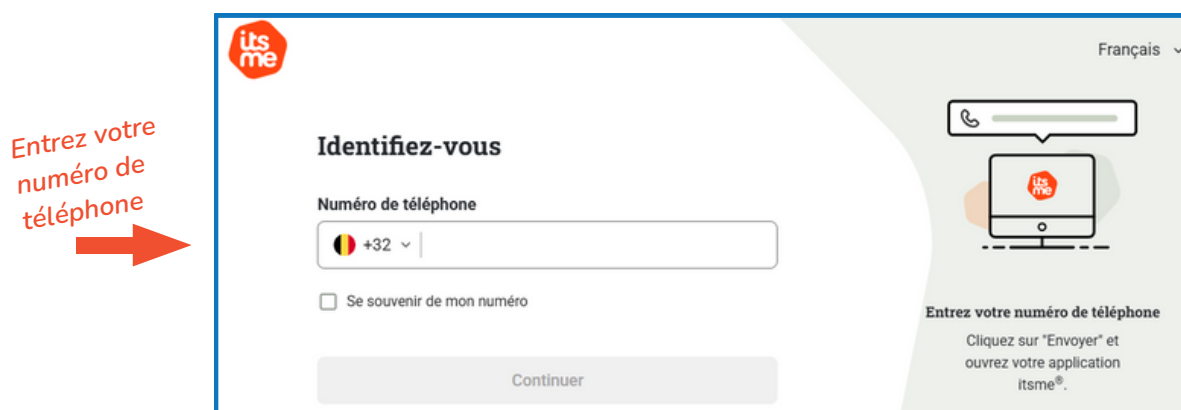 Entrez votre
numéro de
téléphone
its
me
Français
Identifiez-vous
Numéro de téléphone
+32
Se souvenir de mon numéro
Continuer
its
me
Entrez votre numéro de téléphone
Cliquez sur "Envoyer" et
ouvrez votre application
itsme®.